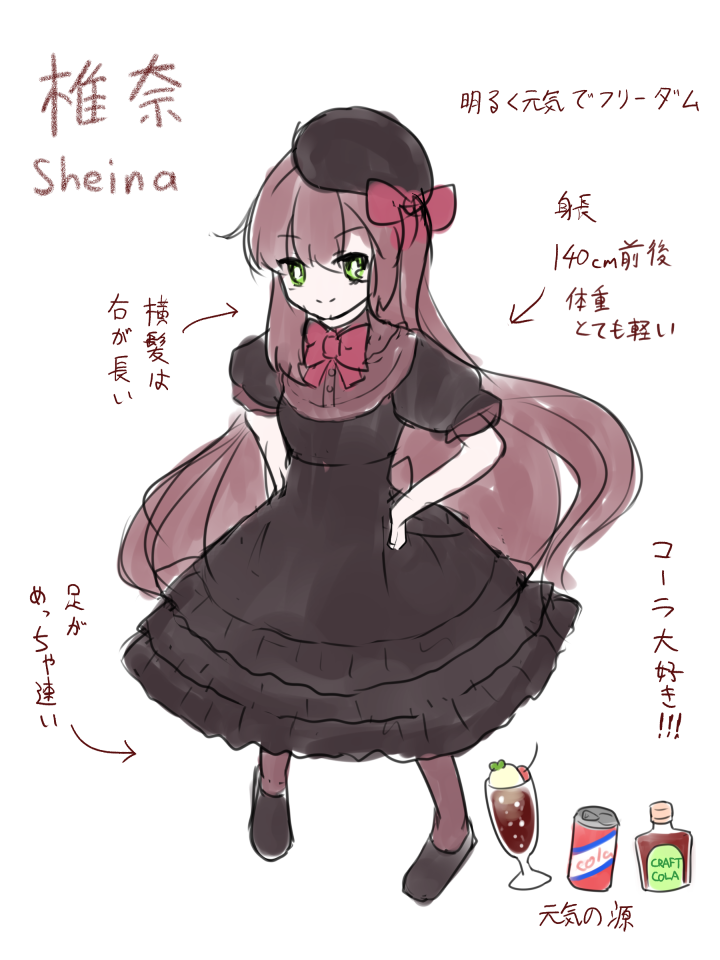 椎奈
Sheina
明るく元気でフリーダム
身長
140cm前後
体重
とても軽い
横髪は
右が長い
足が
めっちゃ速い
コーラ大好き!!!
cola
CRAFT
COLA
元気の源